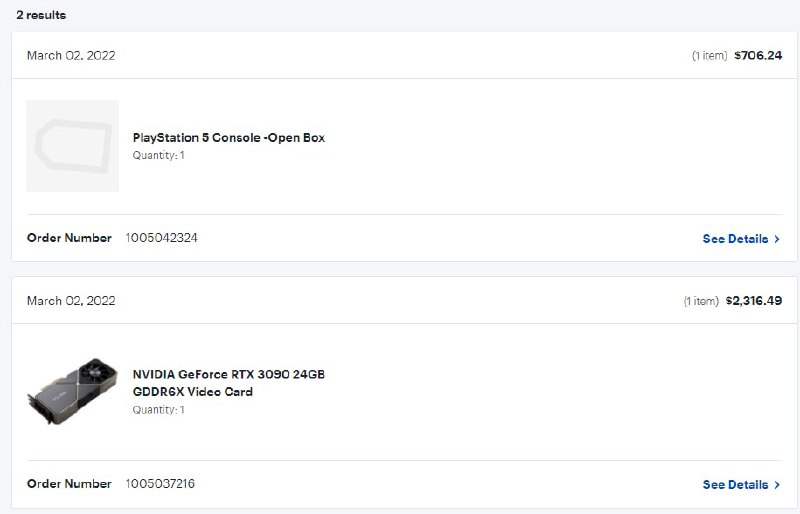 2 results
March 02, 2022
(1 item) $706.24
PlayStation 5 Console -Open Box
Quantity: 1
Order Number 1005042324
See Details >
March 02, 2022
(1 item) $2,316.49
NVIDIA GeForce RTX 3090 24GB
GDDR6X Video Card
Quantity: 1
Order Number 1005037216
See Details >